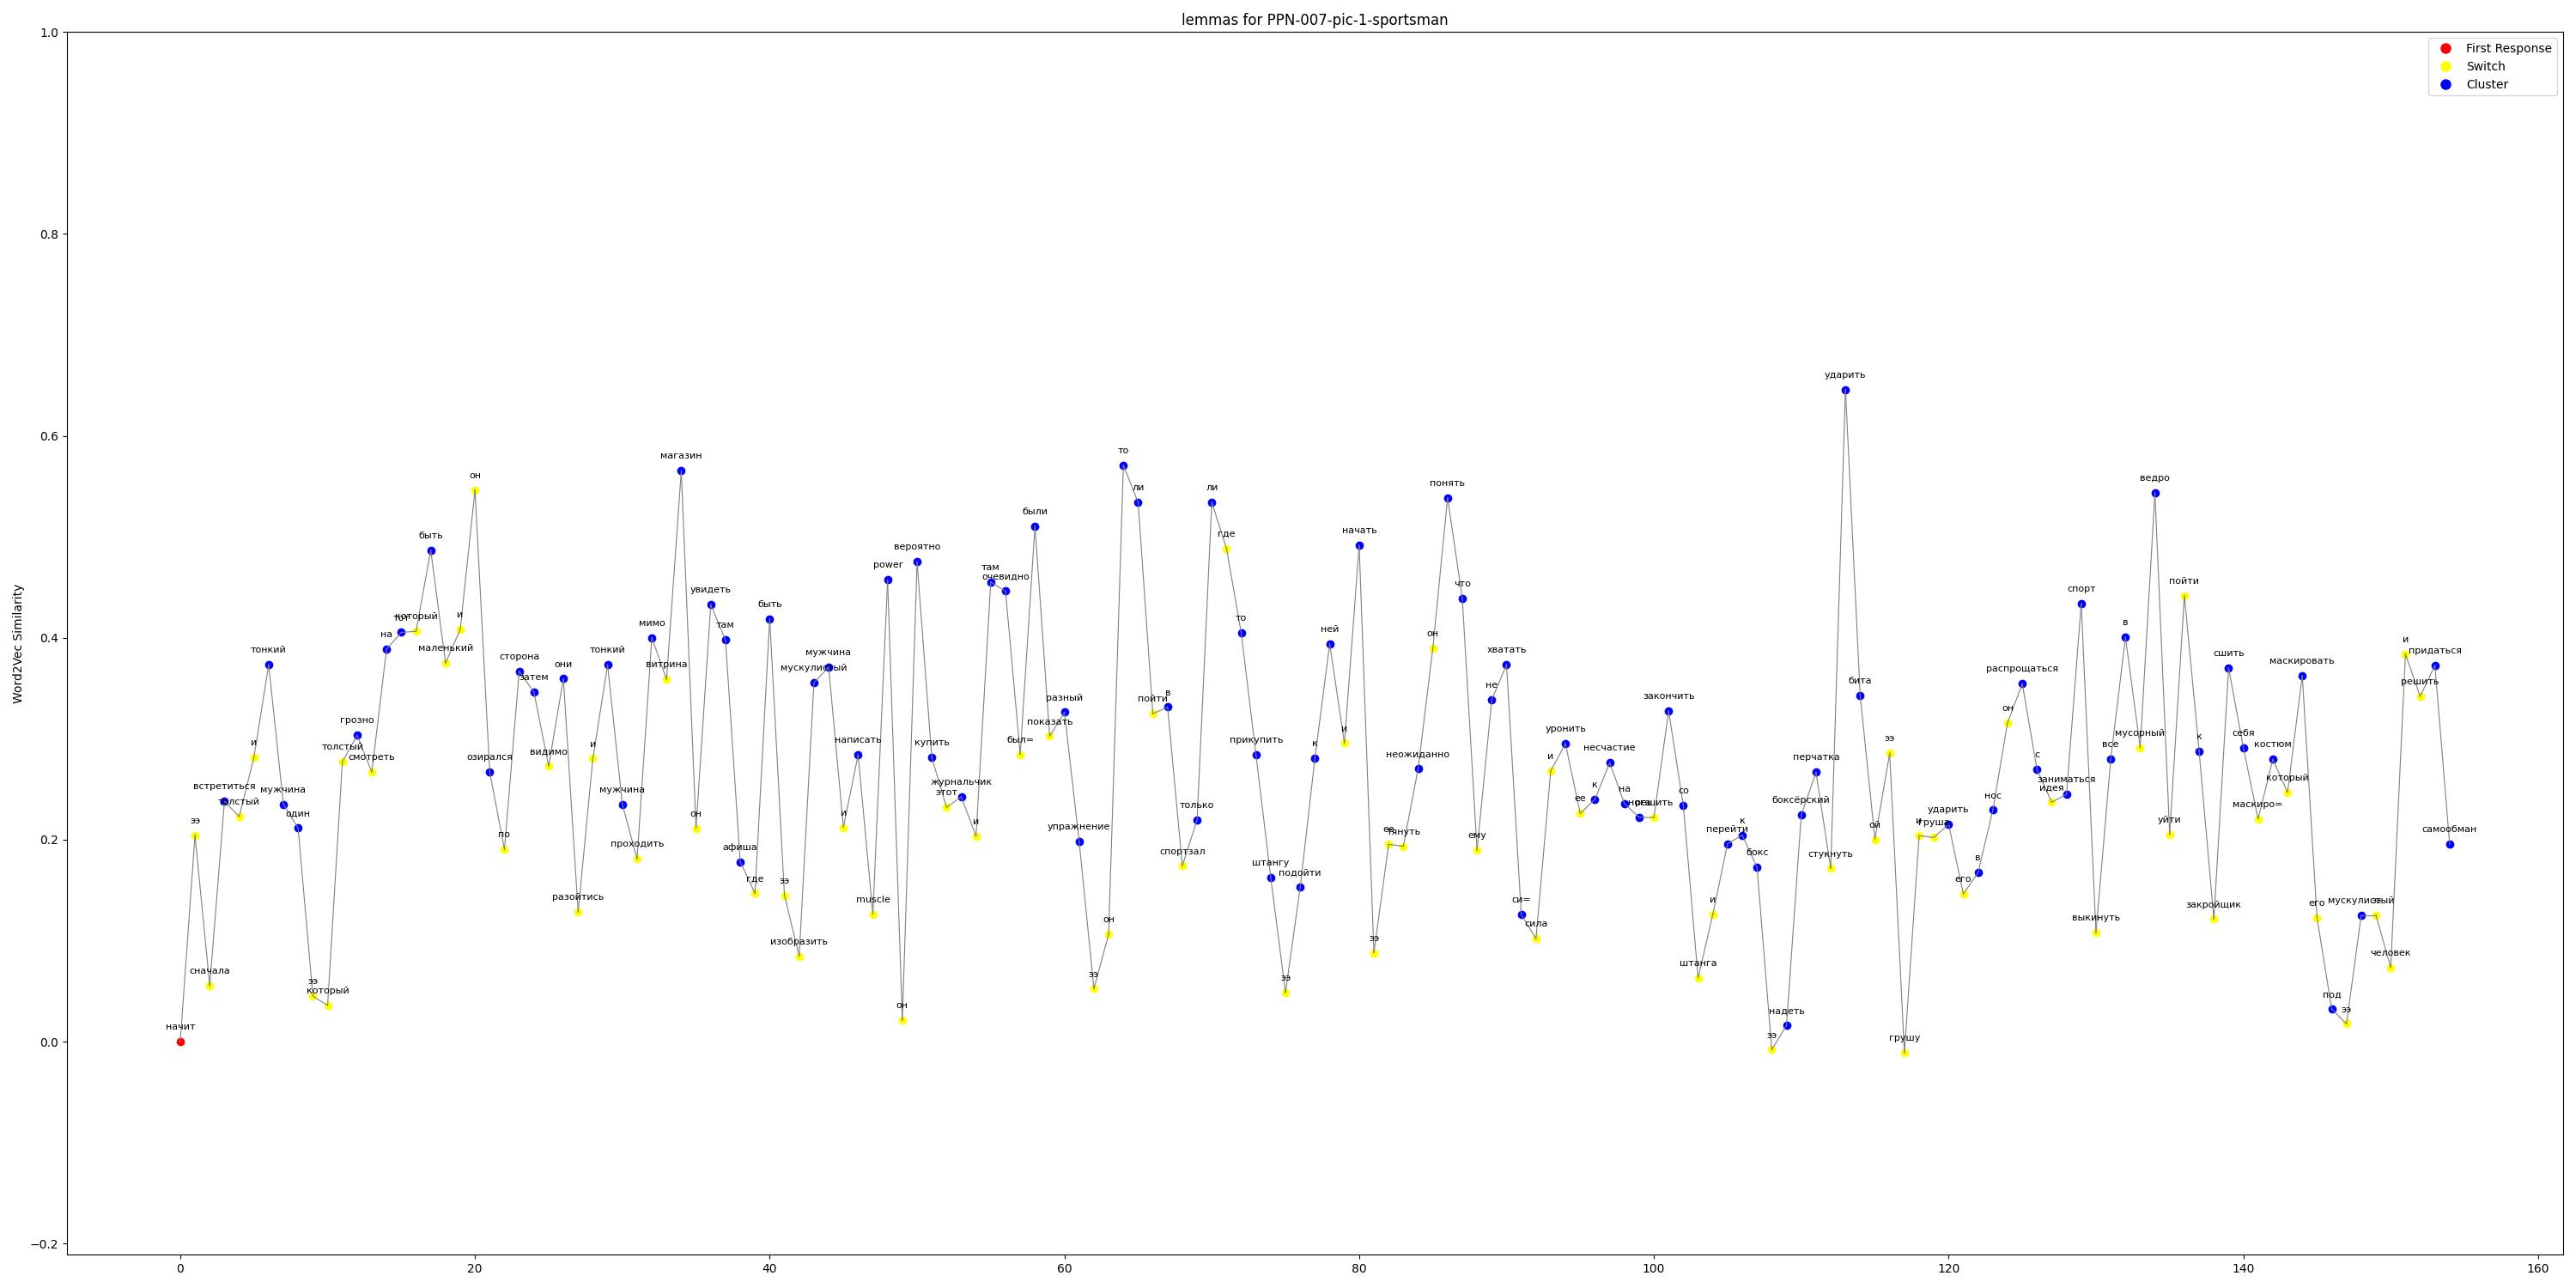 lemmas for PPN-007-pic-1-sportsman
First Response
Switch
Cluster
Word2Vec Similarity
1.0
0.8
0.6
0.4
0.2
0.0
−0.2
начит
ээ
сначала
встретиться
толстый
и
тонкий
мужчина
один
ээ
который
толстый
грозно
смотреть
на
тот
который
быть
маленький
и
он
озирался
по
сторона
затем
видимо
они
разойтись
и
тонкий
мужчина
проходить
мимо
витрина
магазин
он
увидеть
там
афиша
где
быть
ээ
изобразить
мускулистый
мужчина
и
написать
muscle
power
он
вероятно
купить
этот
журнальчик
и
там
очевидно
был=
были
показать
разный
упражнение
ээ
он
то
ли
пойти
в
спортзал
только
ли
где
то
прикупить
штангу
ээ
подойти
к
ней
и
начать
ээ
ее
тянуть
неожиданно
он
понять
что
ему
не
хватать
си=
сила
и
уронить
ее
к
несчастие
на
решить
закончить
со
штанга
и
перейти
к
бокс
ээ
надеть
боксёрский
перчатка
стукнуть
ударить
бита
ой
ээ
грушу
и
груша
ударить
его
в
нос
он
распрощаться
с
идея
заниматься
спорт
выкинуть
все
в
мусорный
ведро
уйти
пойти
к
закройщик
сшить
себя
маскиро=
костюм
который
маскировать
его
под
ээ
мускулистый
человек
и
решить
придаться
самообман
0
20
40
60
80
100
120
140
160